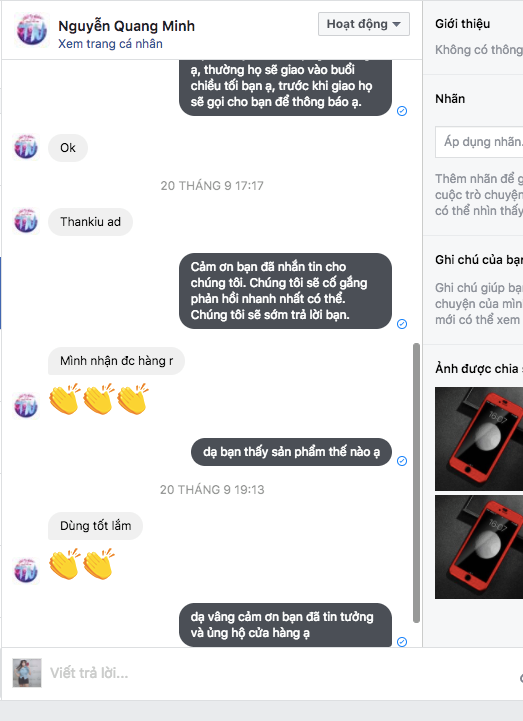 Nguyễn Quang Minh
Xem trang cá nhân
Hoạt động
ạ, thường họ sẽ giao vào buổi
chiều tối bạn ạ, trước khi giao họ
sẽ gọi cho bạn để thông báo ạ.
Ok
20 THÁNG 9 17:17
Thankiu ad
Cảm ơn bạn đã nhắn tin cho
chúng tôi. Chúng tôi sẽ cố gắng
phản hồi nhanh nhất có thể.
Chúng tôi sẽ sớm trả lời bạn.
Mình nhận đc hàng r
dạ bạn thấy sản phẩm thế nào ạ
20 THÁNG 9 19:13
Dùng tốt lắm
dạ vâng cảm ơn bạn đã tin tưởng
và ủng hộ cửa hàng ạ
Viết trả lời...
Giới thiệu
Không có thông
Nhãn
Áp dụng nhãn.
Thêm nhãn để g
cuộc trò chuyện
có thể nhìn thấy
Ghi chú của bạn
Ghi chú giúp bạ
chuyện của mìn
mới có thể xem
Ảnh được chia s
16:07
16:07